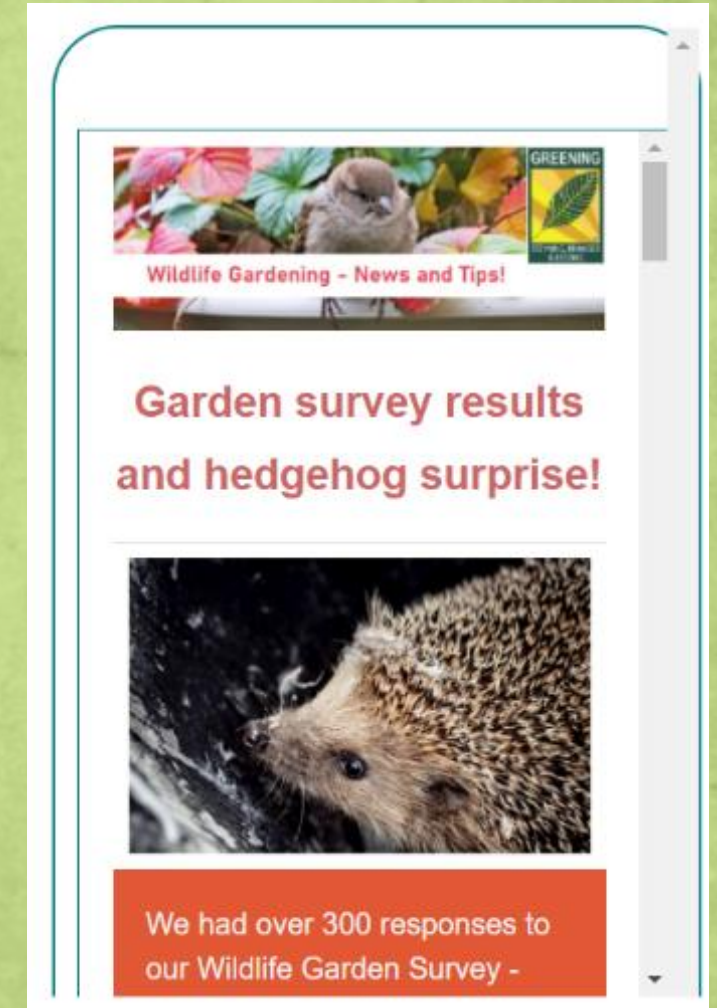 GREENING
Wildlife Gardening - News and Tips!
Garden survey results
and hedgehog surprise!
We had over 300 responses to
our Wildlife Garden Survey -